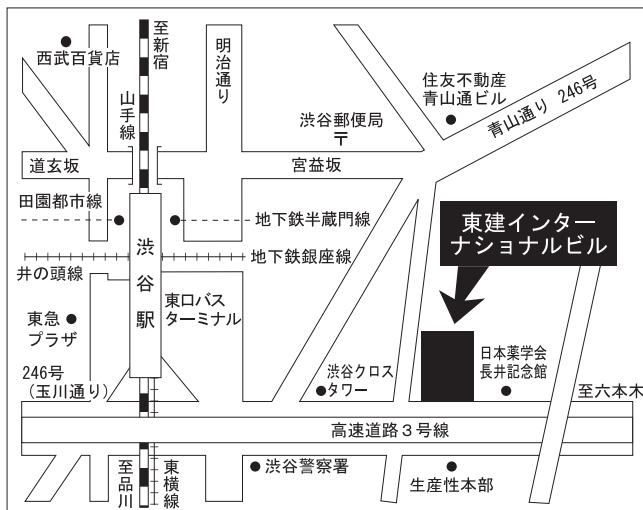 至新宿
明治通り
西武百貨店
山手線
住友不動産
青山通ビル
青山通り 246号
渋谷郵便局
〒
道玄坂
宮益坂
田園都市線
地下鉄半蔵門線
東建インター
ナショナルビル
渋谷駅
地下鉄銀座線
井の頭線
東口バス
ターミナル
東急
プラザ
日本薬学会
長井記念館
渋谷クロス
タワー
246号
(玉川通り)
至六本木
高速道路3号線
至品川
東横線
渋谷警察署
生産性本部